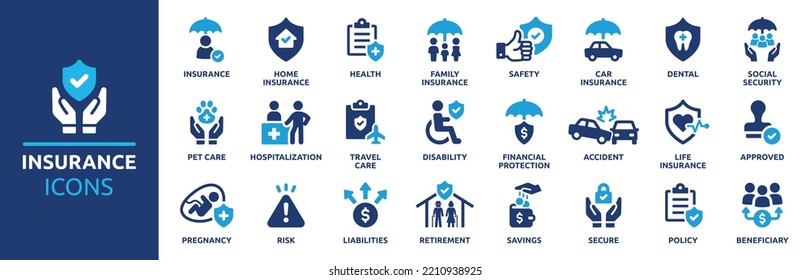 INSURANCE
ICONS
INSURANCE
HOME
INSURANCE
HEALTH
FAMILY
INSURANCE
SAFETY
CAR
INSURANCE
DENTAL
SOCIAL
SECURITY
PET CARE
HOSPITALIZATION
TRAVEL
CARE
DISABILITY
FINANCIAL
PROTECTION
ACCIDENT
LIFE
INSURANCE
APPROVED
PREGNANCY
RISK
LIABILITIES
RETIREMENT
SAVINGS
SECURE
POLICY
BENEFICIARY
shutterstock.com · 2210938925